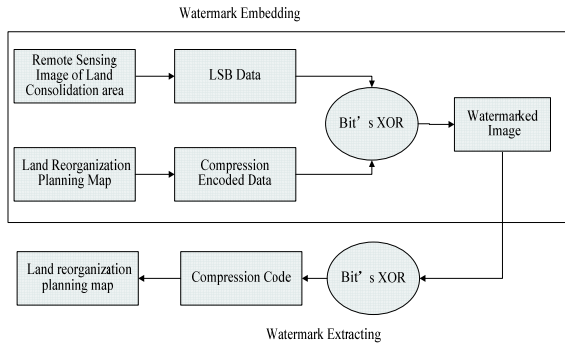 Watermark Embedding
Remote Sensing
Image of Land
Consolidation area
LSB Data
Bit’s XOR
Watermarked
Image
Land Reorganization
Planning Map
Compression
Encoded Data
Land reorganization
planning map
Compression Code
Bit’s XOR
Watermark Extracting